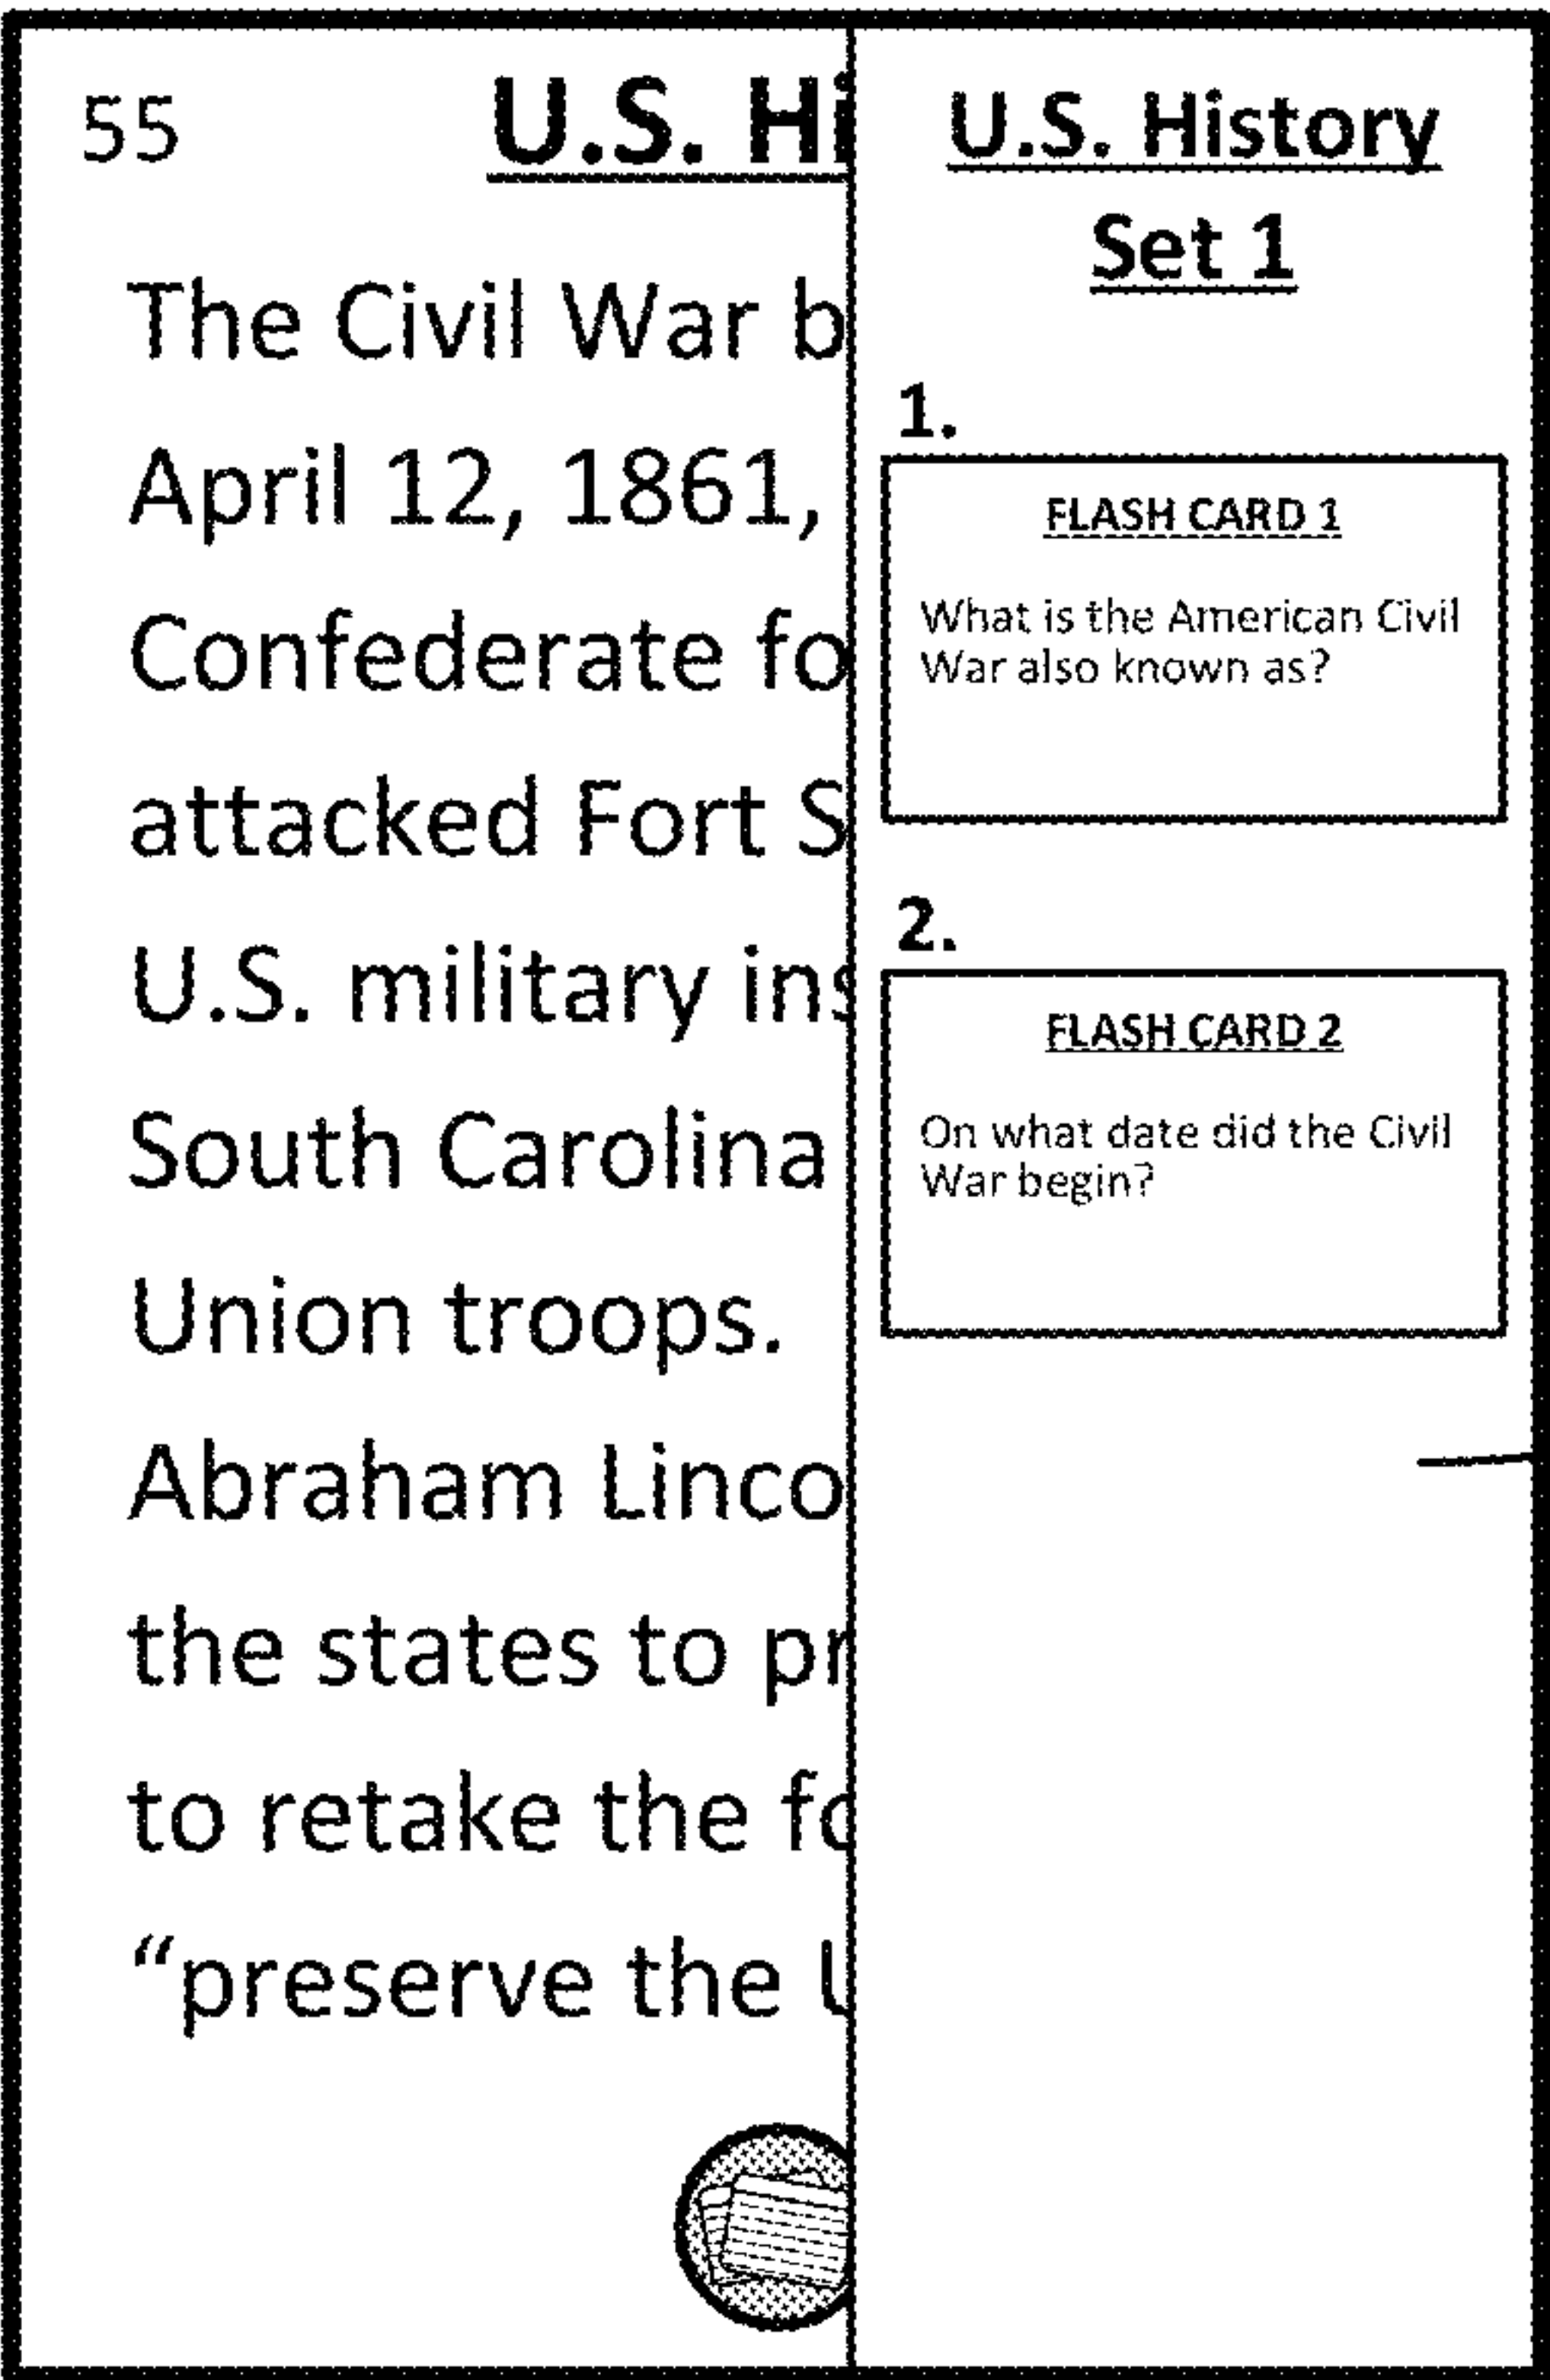 55
U.S. Hi
The Civil War b
April 12, 1861,
Confederate fo
attacked Fort S
U.S. military ins
South Carolina
Union troops.
Abraham Linco
the states to pr
to retake the fo
“preserve the U
U.S. History
Set 1
1.
FLASH CARD 1
What is the American Civil
War also known as?
2.
FLASH CARD 2
On what date did the Civil
War begin?